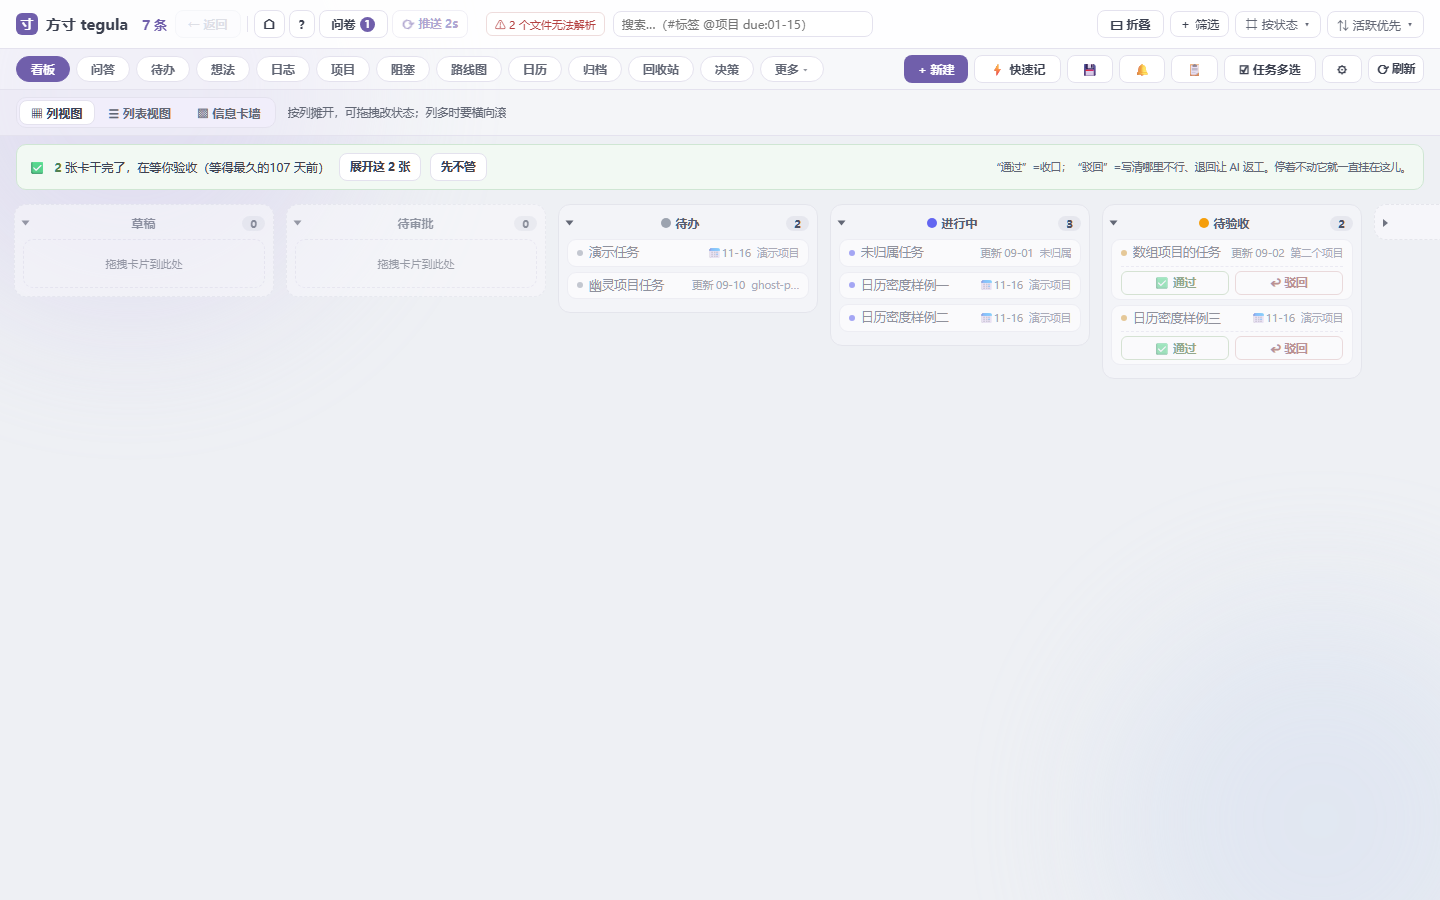 寸 方寸 tegula 7 条 ← 返回 ? 问卷 1 推送 2s ⚠ 2 个文件无法解析 搜索…（#标签 @项目 due:01-15） 折叠 + 筛选 按状态 活跃优先
看板 问答 待办 想法 日志 项目 阻塞 路线图 日历 归档 回收站 决策 更多 + 新建 快速记 任务多选 刷新
列视图 列表视图 信息卡墙 按列摊开，可拖拽改状态；列多时要横向滚
2 张卡干完了，在等你验收（等得最久的107 天前） 展开这 2 张 先不管 “通过”=收口；“驳回”=写清哪里不行、退回让 AI 返工。停着不动它就一直挂在这儿。
草稿 0
拖拽卡片到此处
待审批 0
拖拽卡片到此处
待办 2
演示任务 11-16 演示项目
幽灵项目任务 更新 09-10 ghost-p…
进行中 3
未归属任务 更新 09-01 未归属
日历密度样例一 11-16 演示项目
日历密度样例二 11-16 演示项目
待验收 2
数组项目的任务 更新 09-02 第二个项目
通过 驳回
日历密度样例三 11-16 演示项目
通过 驳回